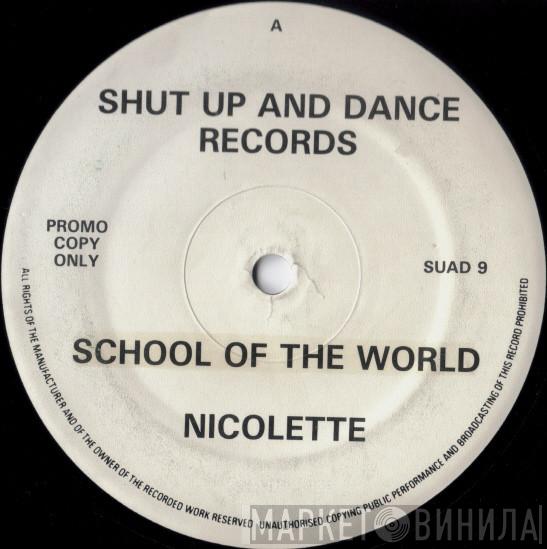 A
SHUT UP AND DANCE
RECORDS
PROMO
COPY
ONLY
SUAD 9
SCHOOL OF THE WORLD
NICOLETTE
ALL RIGHTS OF THE MANUFACTURER AND OF THE OWNER OF THE RECORDED WORK RESERVED · UNAUTHORISED COPYING PUBLIC PERFORMANCE AND BROADCASTING OF THIS RECORD PROHIBITED
МАРКЕТ ВИНИЛА